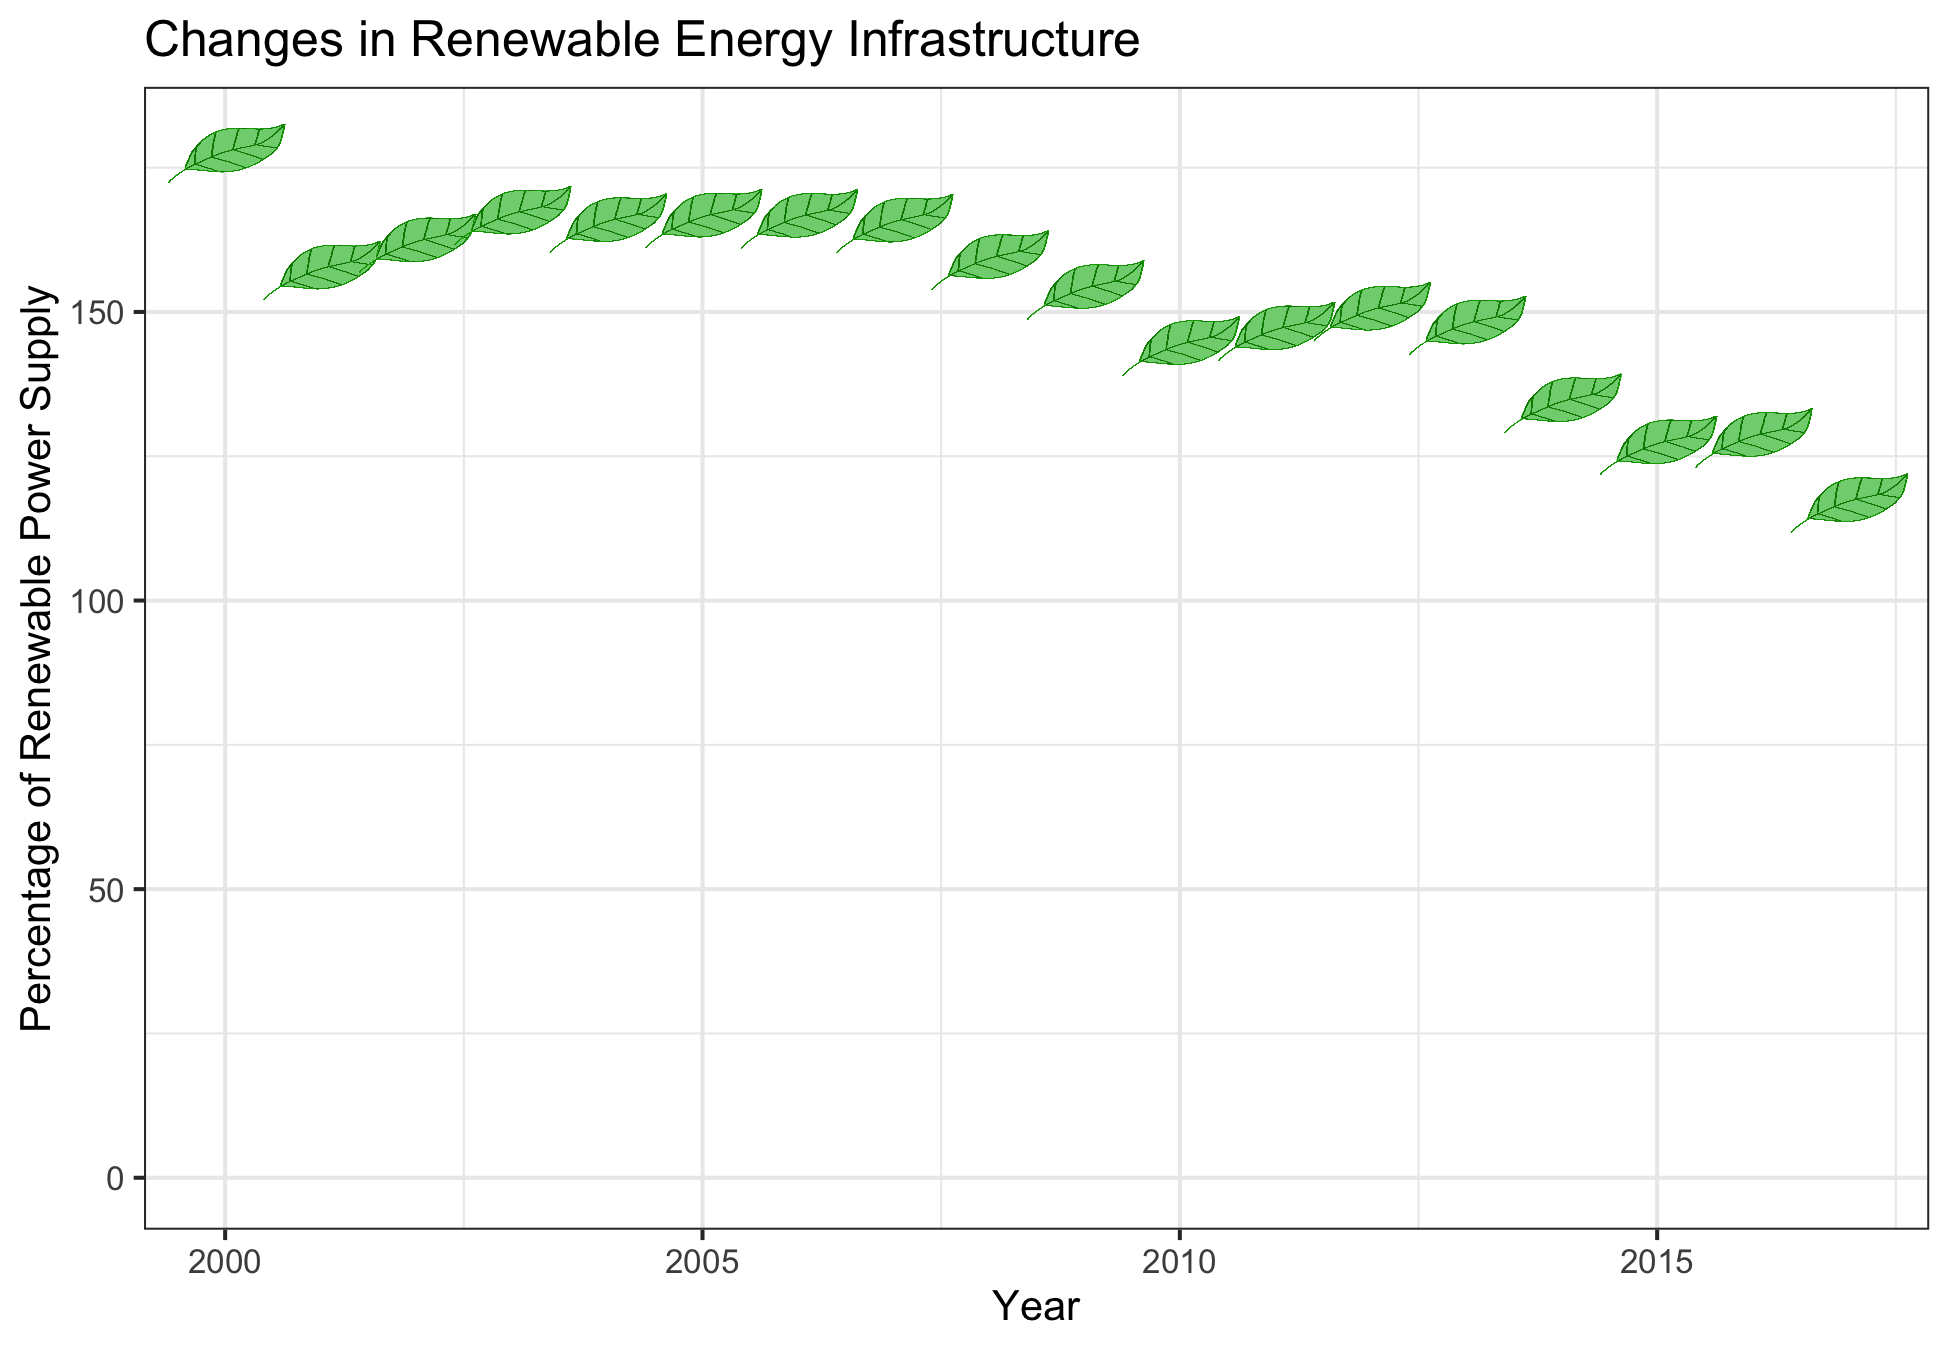 Changes in Renewable Energy Infrastructure
Percentage of Renewable Power Supply
150
100
50
0
2000
2005
2010
2015
Year